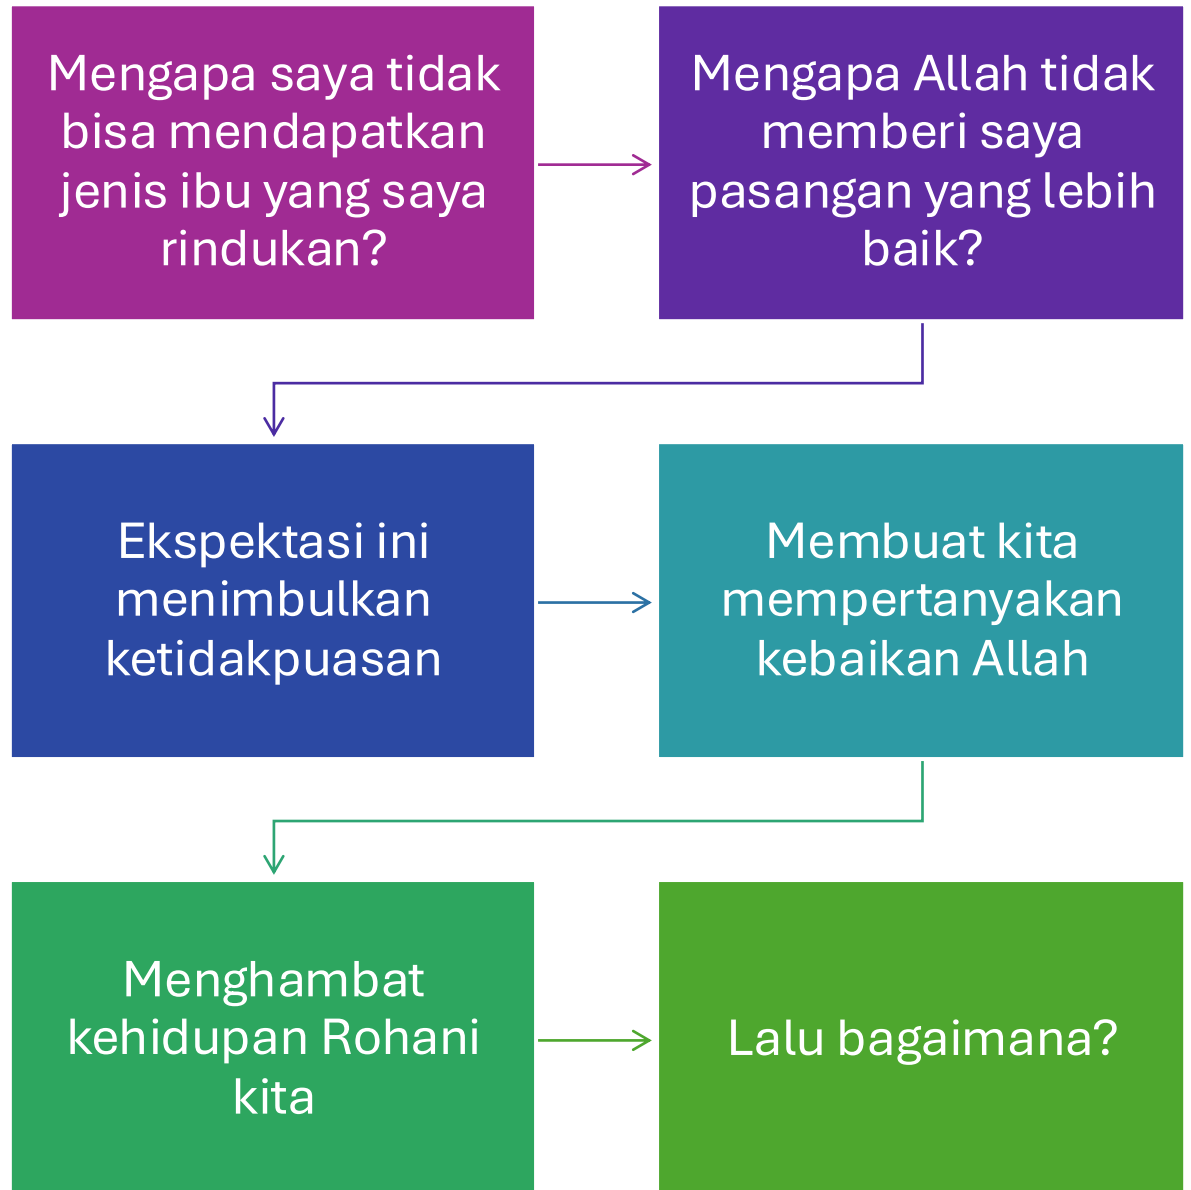 Mengapa saya tidak
bisa mendapatkan
jenis ibu yang saya
rindukan?
Mengapa Allah tidak
memberi saya
pasangan yang lebih
baik?
Ekspektasi ini
menimbulkan
ketidakpuasan
Membuat kita
mempertanyakan
kebaikan Allah
Menghambat
kehidupan Rohani
kita
Lalu bagaimana?